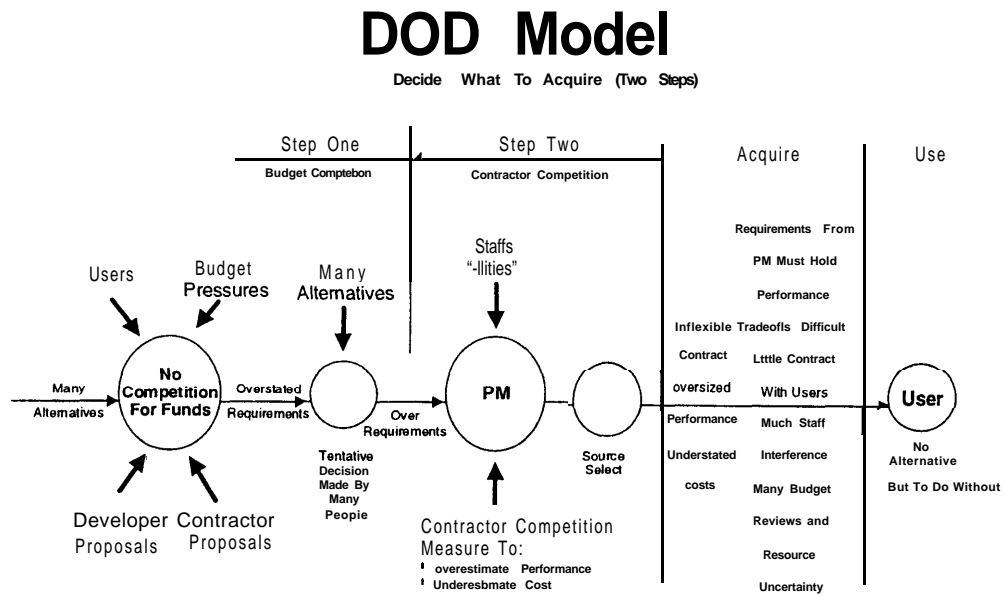 DOD Model
Decide What To Acquire (Two Steps)
Step One
Budget Comptebon
Step Two
Contractor Competition
Acquire
Use
Users
Budget
Pressures
Many
Alternatives
Staffs
"-llities"
Many
Alternatives
No
Competition
For Funds
Overstated
Requirements
Over
Requirements
PM
Tentative
Decision
Made By
Many
Peopie
Source
Select
Developer
Proposals
Contractor
Proposals
Contractor Competition
Measure To:
' overestimate Performance
' Underesbmate Cost
Inflexible
Contract
oversized
Performance
Understated
costs
Requirements From
PM Must Hold
Performance
Tradeofls Difficult
Ltttle Contract
With Users
Much Staff
Interference
Many Budget
Reviews and
Resource
Uncertainty
User
No
Alternative
But To Do Without